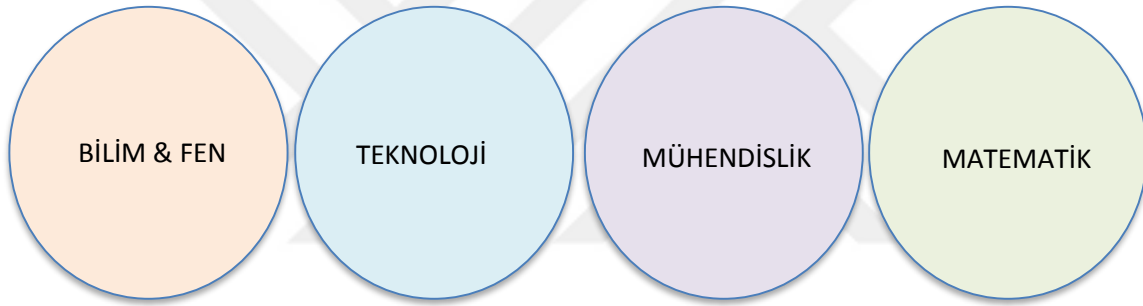 BİLİM & FEN
TEKNOLOJİ
MÜHENDİSLİK
MATEMATİK